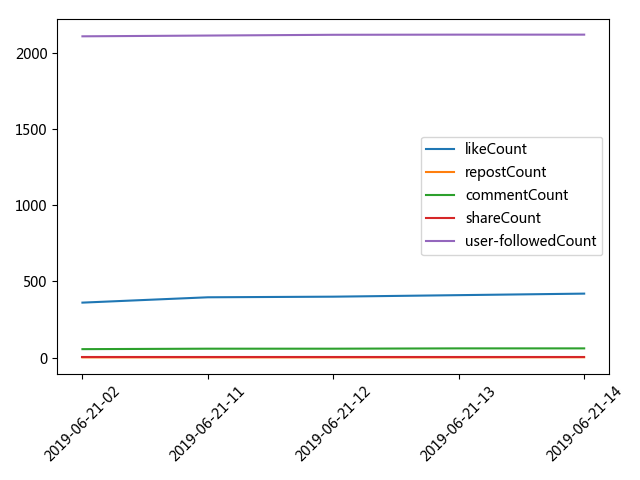 2000
1500
1000
500
0
likeCount
repostCount
commentCount
shareCount
user-followedCount
2019-06-21-02
2019-06-21-11
2019-06-21-12
2019-06-21-13
2019-06-21-14